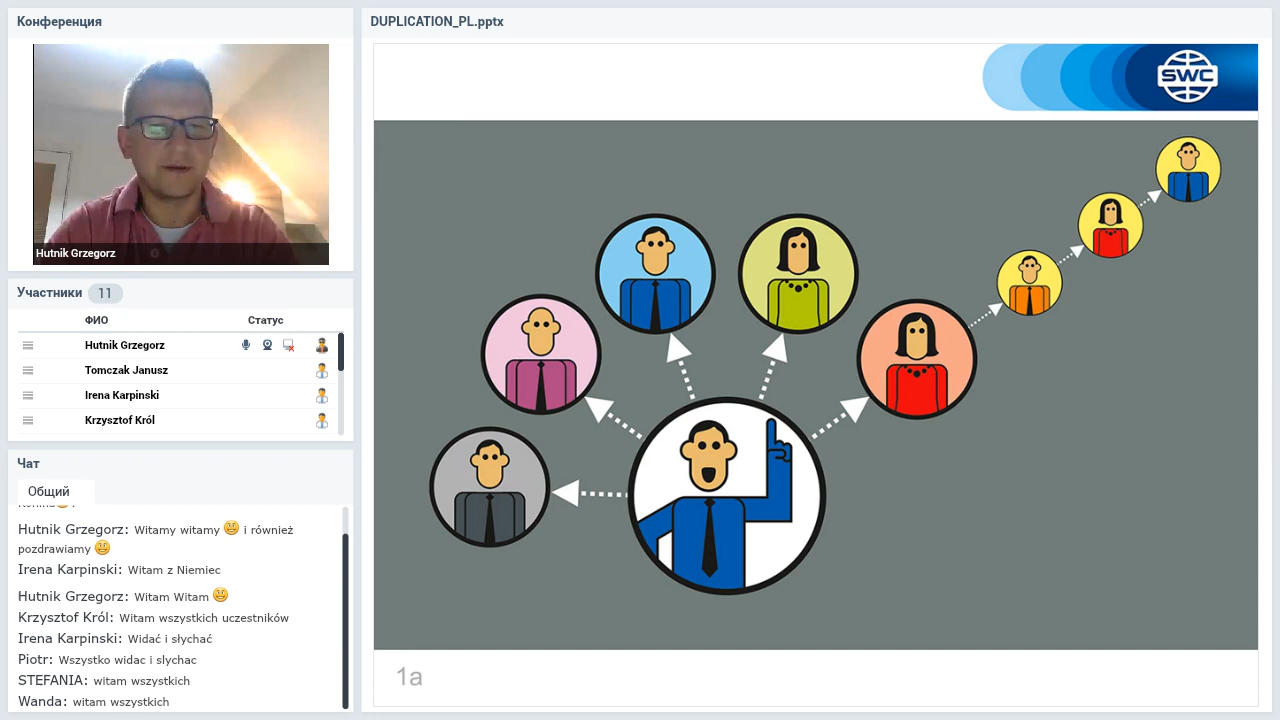 Конференция
Hutnik Grzegorz
Участники 11
ФИО Статус
Hutnik Grzegorz
Tomczak Janusz
Irena Karpinski
Krzysztof Król
Чат
Общий
Hutnik Grzegorz: Witamy witamy i również
pozdrawiamy
Irena Karpinski: Witam z Niemiec
Hutnik Grzegorz: Witam Witam
Krzysztof Król: Witam wszystkich uczestników
Irena Karpinski: Widać i słychać
Piotr: Wszystko widac i slychac
STEFANIA: witam wszystkich
Wanda: witam wszystkich
DUPLICATION_PL.pptx
SWC
1a